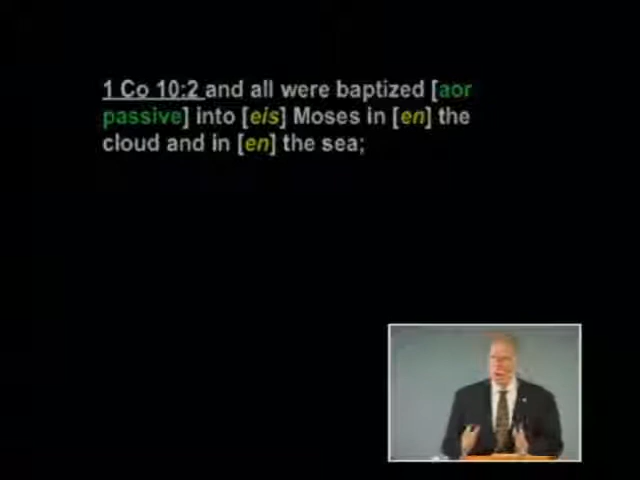 1 Co 10:2 and all were baptized [aor
passive] into [eis] Moses in [en] the
cloud and in [en] the sea;